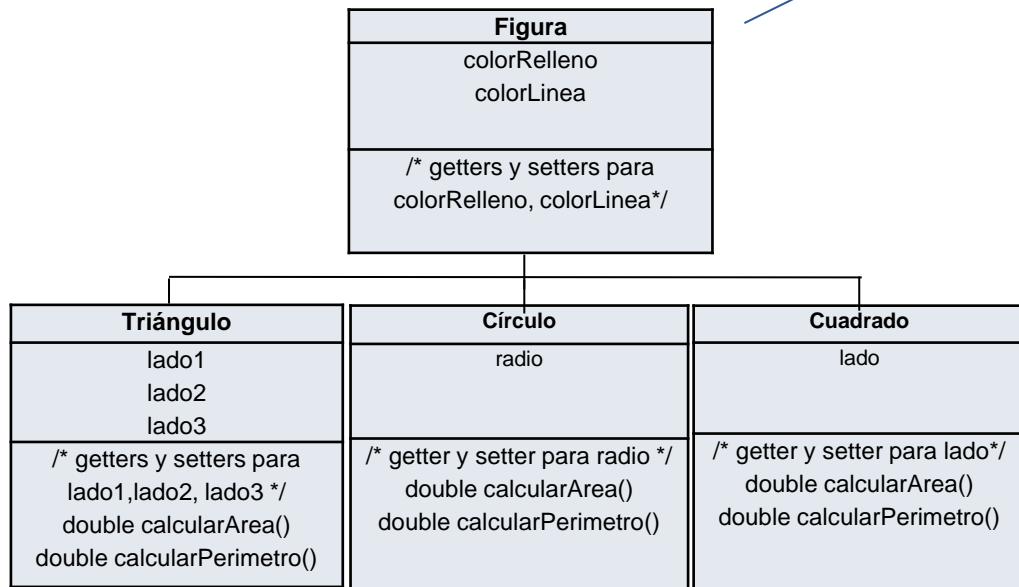 Figura
colorRelleno
colorLinea
/* getters y setters para
colorRelleno, colorLinea*/
Triángulo
lado1
lado2
lado3
/* getters y setters para
lado1,lado2, lado3 */
double calcularArea()
double calcularPerimetro()
Círculo
radio
/* getter y setter para radio */
double calcularArea()
double calcularPerimetro()
Cuadrado
lado
/* getter y setter para lado*/
double calcularArea()
double calcularPerimetro()